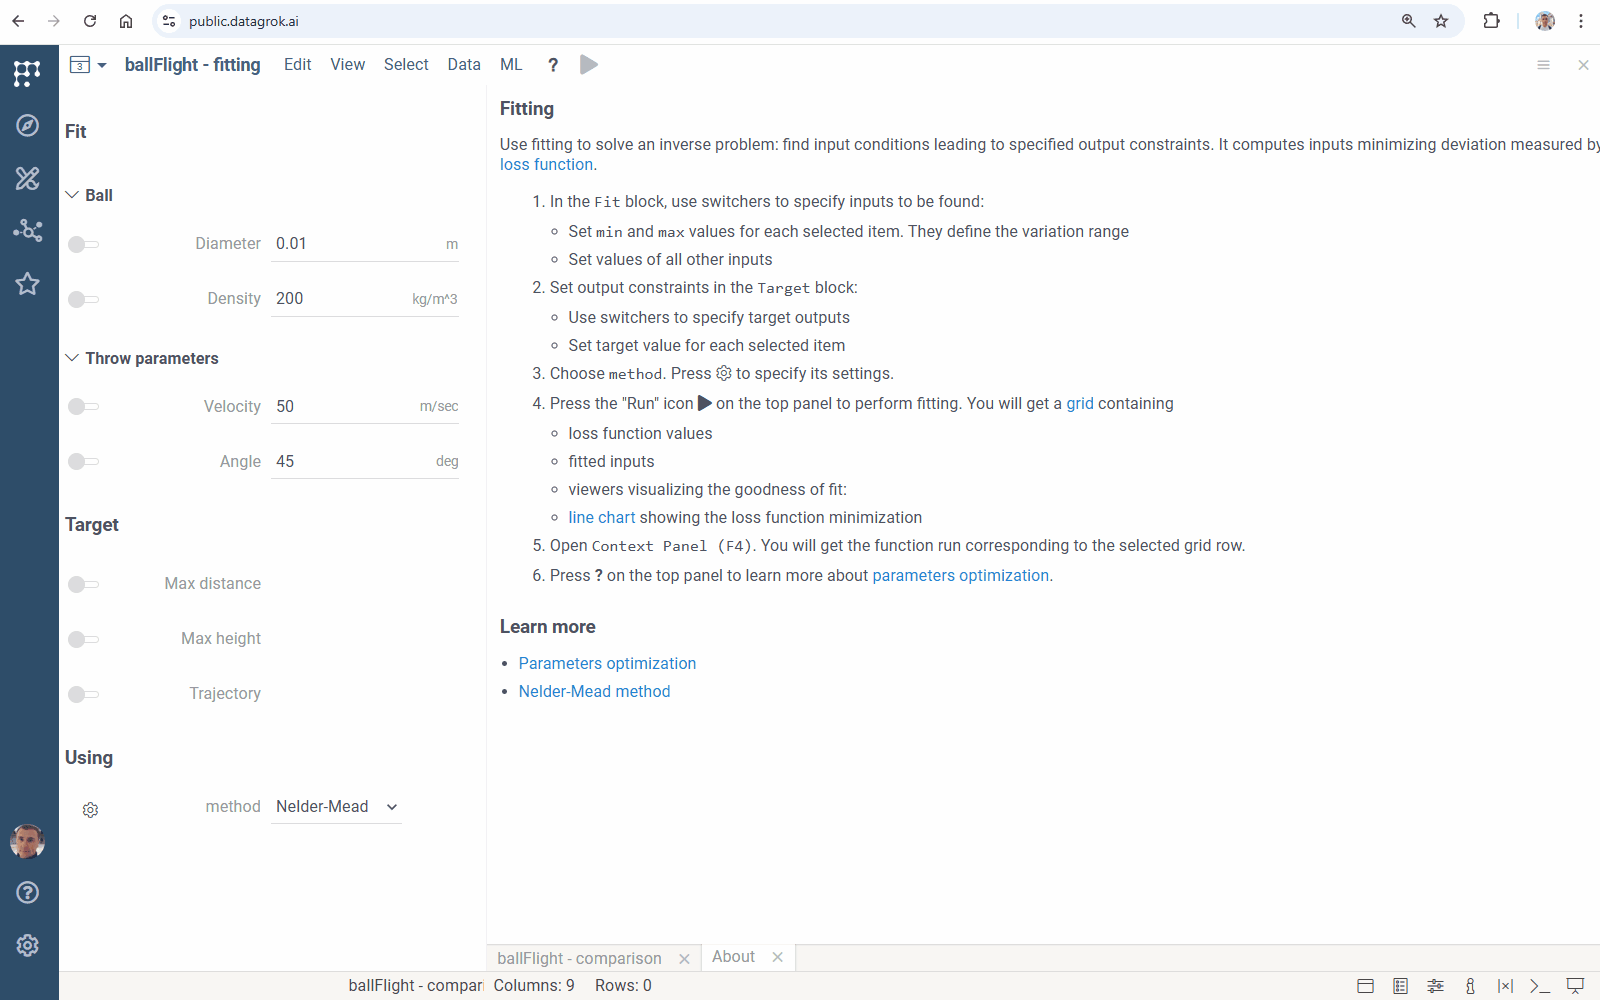 public.datagrok.ai
3 ballFlight - fitting Edit View Select Data ML ?
Fit
Ball
Diameter 0.01 m
Density 200 kg/m^3
Throw parameters
Velocity 50 m/sec
Angle 45 deg
Target
Max distance
Max height
Trajectory
Using
method Nelder-Mead
Fitting
Use fitting to solve an inverse problem: find input conditions leading to specified output constraints. It computes inputs minimizing deviation measured by
loss function.
1. In the Fit block, use switchers to specify inputs to be found:
Set min and max values for each selected item. They define the variation range
Set values of all other inputs
2. Set output constraints in the Target block:
Use switchers to specify target outputs
Set target value for each selected item
3. Choose method. Press to specify its settings.
4. Press the "Run" icon on the top panel to perform fitting. You will get a grid containing
loss function values
fitted inputs
viewers visualizing the goodness of fit:
line chart showing the loss function minimization
5. Open Context Panel (F4). You will get the function run corresponding to the selected grid row.
6. Press ? on the top panel to learn more about parameters optimization.
Learn more
• Parameters optimization
• Nelder-Mead method
ballFlight - comparison About
ballFlight - compari Columns: 9 Rows: 0